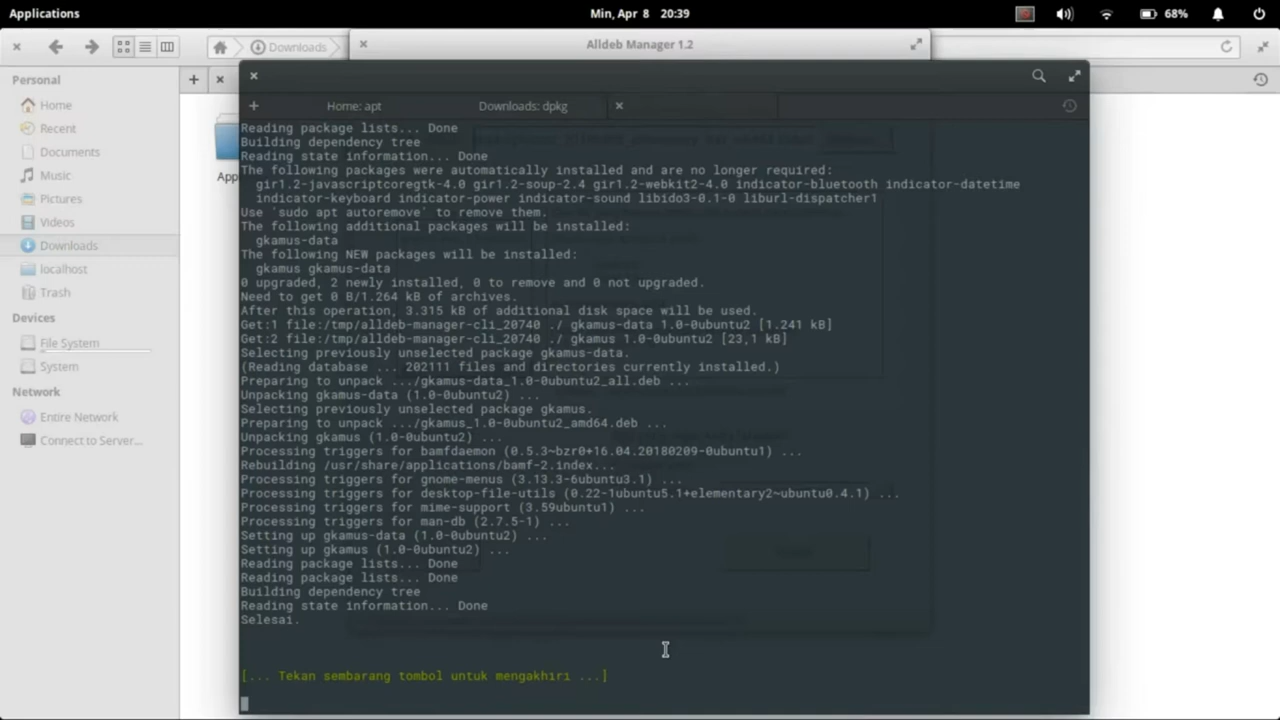 Applications
Min, Apr 8 20:39
68%
Downloads
Alldeb Manager 1.2
Personal
Home
Recent
Documents
Music
Pictures
Videos
Downloads
localhost
Trash
Devices
File System
System
Network
Entire Network
Connect to Server...
App
Home: apt
Downloads: dpkg
Reading package lists... Done
Building dependency tree
Reading state information... Done
The following packages were automatically installed and are no longer required:
gir1.2-javascriptcoregtk-4.0 gir1.2-soup-2.4 gir1.2-webkit2-4.0 indicator-bluetooth indicator-datetime
indicator-keyboard indicator-power indicator-sound libido3-0.1-0 liburl-dispatcher1
Use 'sudo apt autoremove' to remove them.
The following additional packages will be installed:
gkamus-data
The following NEW packages will be installed:
gkamus gkamus-data
0 upgraded, 2 newly installed, 0 to remove and 0 not upgraded.
Need to get 0 B/1.264 kB of archives.
After this operation, 3.315 kB of additional disk space will be used.
Get:1 file:/tmp/alldeb-manager-cli_20740 ./ gkamus-data 1.0-0ubuntu2 [1.241 kB]
Get:2 file:/tmp/alldeb-manager-cli_20740 ./ gkamus 1.0-0ubuntu2 [23,1 kB]
Selecting previously unselected package gkamus-data.
(Reading database ... 202111 files and directories currently installed.)
Preparing to unpack .../gkamus-data_1.0-0ubuntu2_all.deb ...
Unpacking gkamus-data (1.0-0ubuntu2) ...
Selecting previously unselected package gkamus.
Preparing to unpack .../gkamus_1.0-0ubuntu2_amd64.deb ...
Unpacking gkamus (1.0-0ubuntu2) ...
Processing triggers for bamfdaemon (0.5.3~bzr0+16.04.20180209-0ubuntu1) ...
Rebuilding /usr/share/applications/bamf-2.index...
Processing triggers for gnome-menus (3.13.3-6ubuntu3.1) ...
Processing triggers for desktop-file-utils (0.22-1ubuntu5.1+elementary2~ubuntu0.4.1) ...
Processing triggers for mime-support (3.59ubuntu1) ...
Processing triggers for man-db (2.7.5-1) ...
Setting up gkamus-data (1.0-0ubuntu2) ...
Setting up gkamus (1.0-0ubuntu2) ...
Reading package lists... Done
Reading package lists... Done
Building dependency tree
Reading state information... Done
Selesai.
[... Tekan sembarang tombol untuk mengakhiri ...]